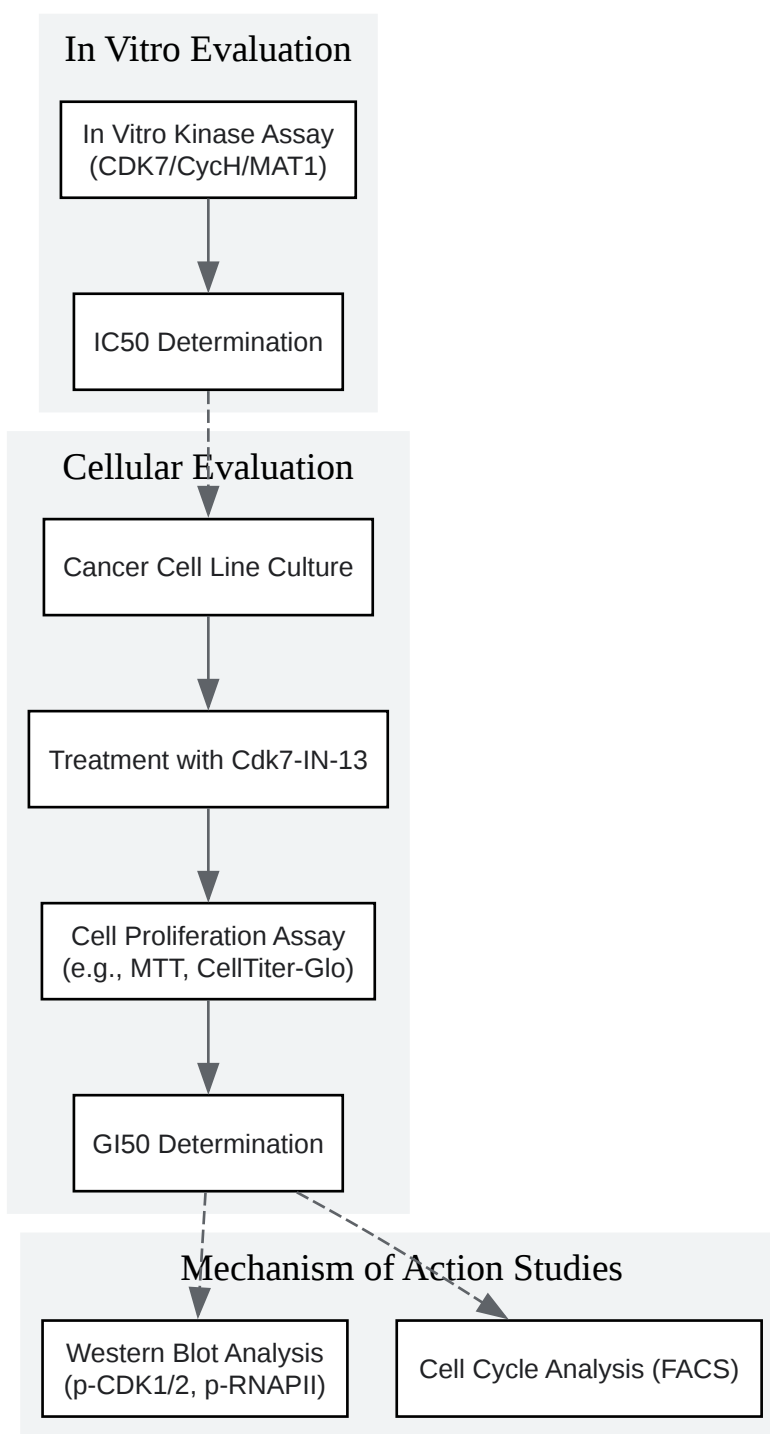 In Vitro Evaluation
In Vitro Kinase Assay
(CDK7/CycH/MAT1)
IC50 Determination
Cellular Evaluation
Cancer Cell Line Culture
Treatment with Cdk7-IN-13
Cell Proliferation Assay
(e.g., MTT, CellTiter-Glo)
GI50 Determination
Mechanism of Action Studies
Western Blot Analysis
(p-CDK1/2, p-RNAPII)
Cell Cycle Analysis (FACS)